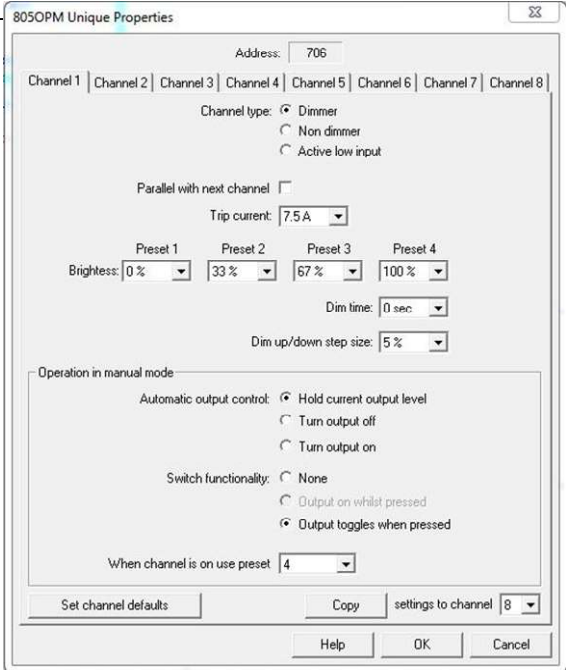 805OPM Unique Properties
Address: 706
Channel 1 Channel 2 Channel 3 Channel 4 Channel 5 Channel 6 Channel 7 Channel 8
Channel type: Dimmer
Non dimmer
Active low input
Parallel with next channel
Trip current: 7.5 A
Preset 1 Preset 2 Preset 3 Preset 4
Brightess: 0 % 33 % 67 % 100 %
Dim time: 0 sec
Dim up/down step size: 5 %
Operation in manual mode
Automatic output control: Hold current output level
Turn output off
Turn output on
Switch functionality: None
Output on whilst pressed
Output toggles when pressed
When channel is on use preset 4
Set channel defaults Copy settings to channel 8
Help OK Cancel